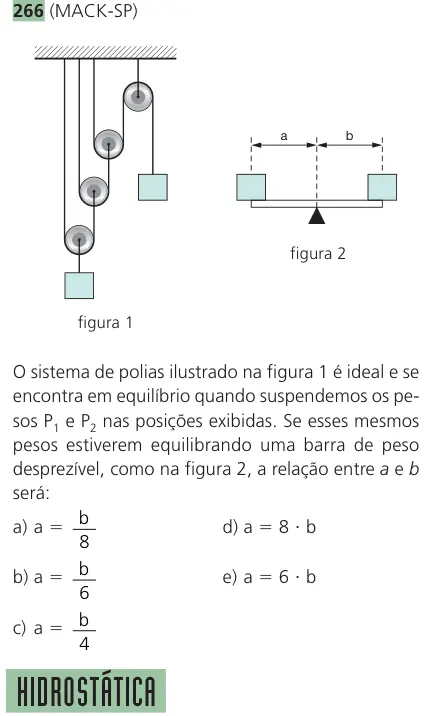 266 (MACK-SP)
a b
figura 2
figura 1
O sistema de polias ilustrado na figura 1 é ideal e se
encontra em equilíbrio quando suspendemos os pe-
sos P₁ e P₂ nas posições exibidas. Se esses mesmos
pesos estiverem equilibrando uma barra de peso
desprezível, como na figura 2, a relação entre a e b
será:
a) a = b/8 d) a = 8 · b
b) a = b/6 e) a = 6 · b
c) a = b/4
HIDROSTÁTICA